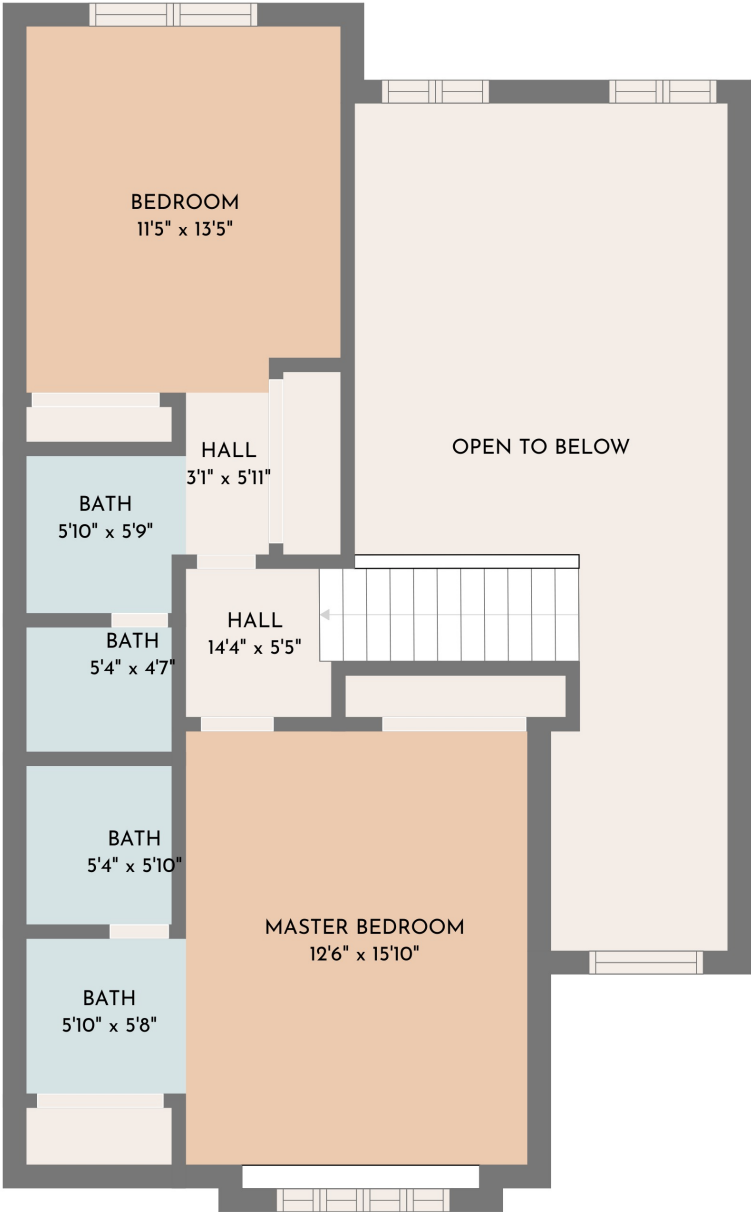 BEDROOM
11'5" x 13'5"
OPEN TO BELOW
HALL
3'1" x 5'11"
BATH
5'10" x 5'9"
HALL
14'4" x 5'5"
BATH
5'4" x 4'7"
BATH
5'4" x 5'10"
MASTER BEDROOM
12'6" x 15'10"
BATH
5'10" x 5'8"